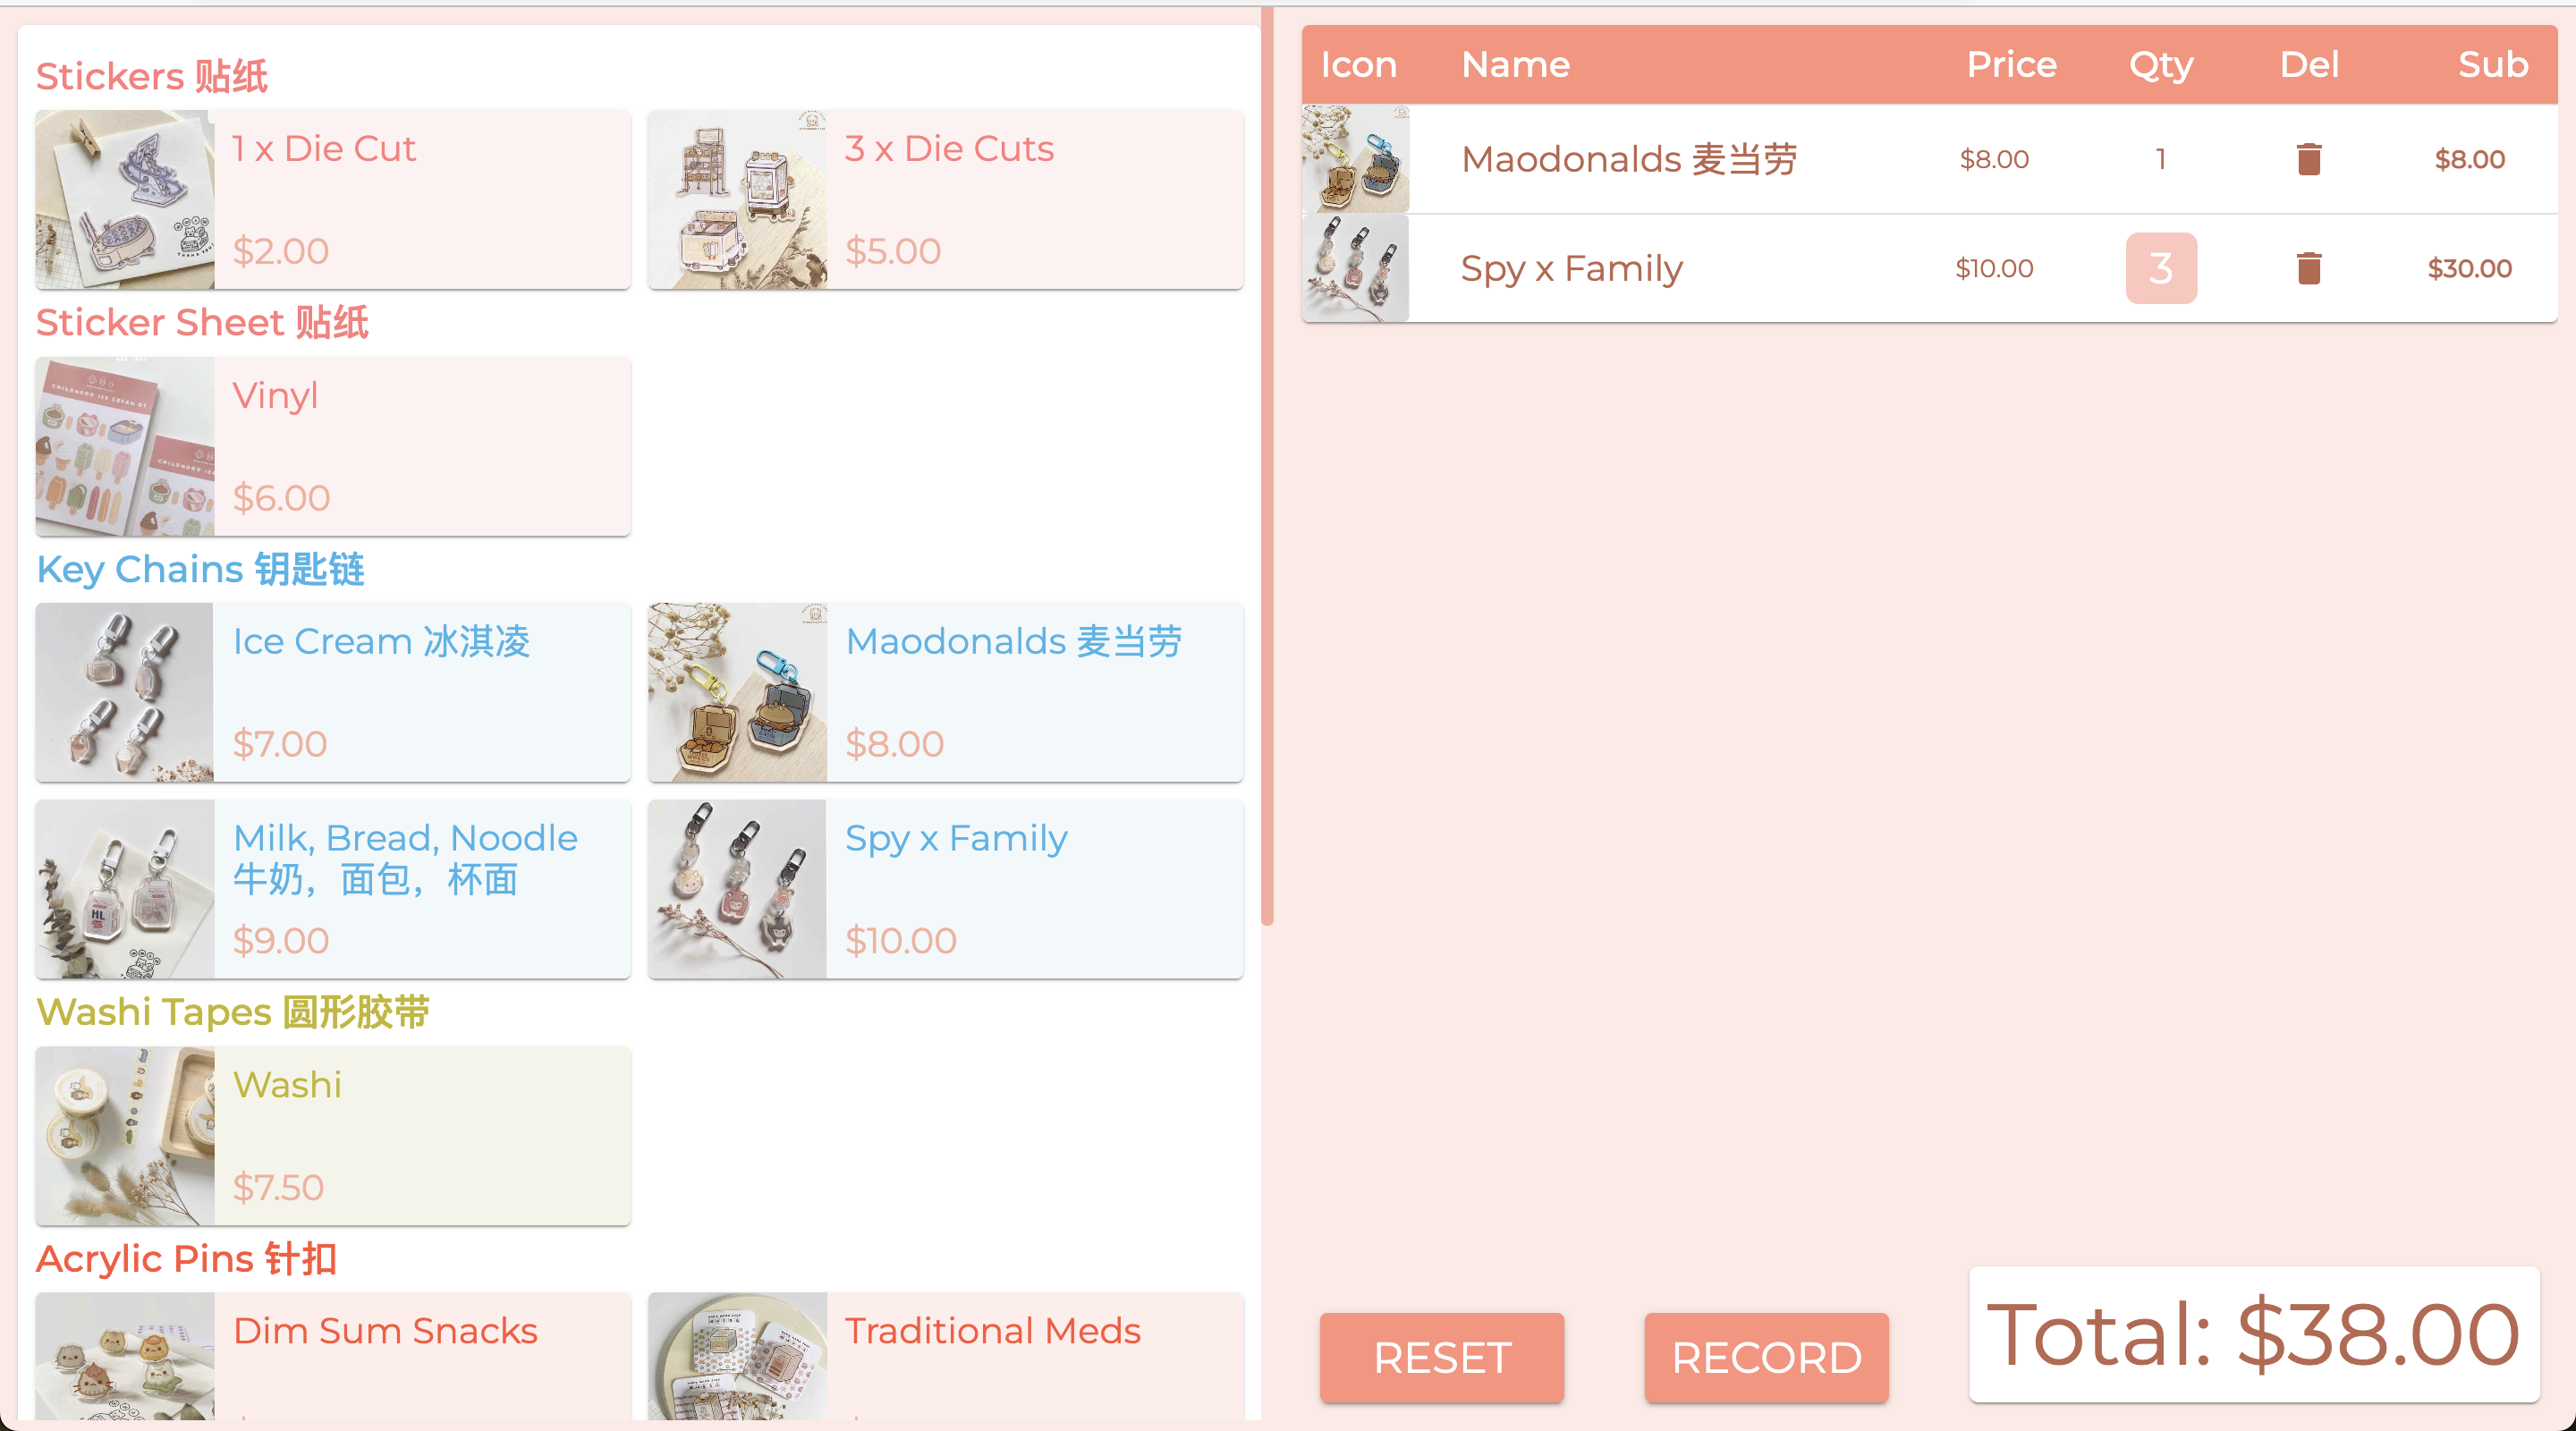 Stickers 贴纸
1 x Die Cut
$2.00
3 x Die Cuts
$5.00
Sticker Sheet 贴纸
CHILDHOOD ICE CREAM
Vinyl
$6.00
Key Chains 钥匙链
Ice Cream 冰淇凌
$7.00
Maodonalds 麦当劳
$8.00
HL
Milk, Bread, Noodle
牛奶，面包，杯面
$9.00
Spy x Family
$10.00
Washi Tapes 圆形胶带
Washi
$7.50
Acrylic Pins 针扣
Dim Sum Snacks
Traditional Meds
Icon Name Price Qty Del Sub
Maodonalds 麦当劳 $8.00 1 $8.00
Spy x Family $10.00 3 $30.00
RESET
RECORD
Total: $38.00